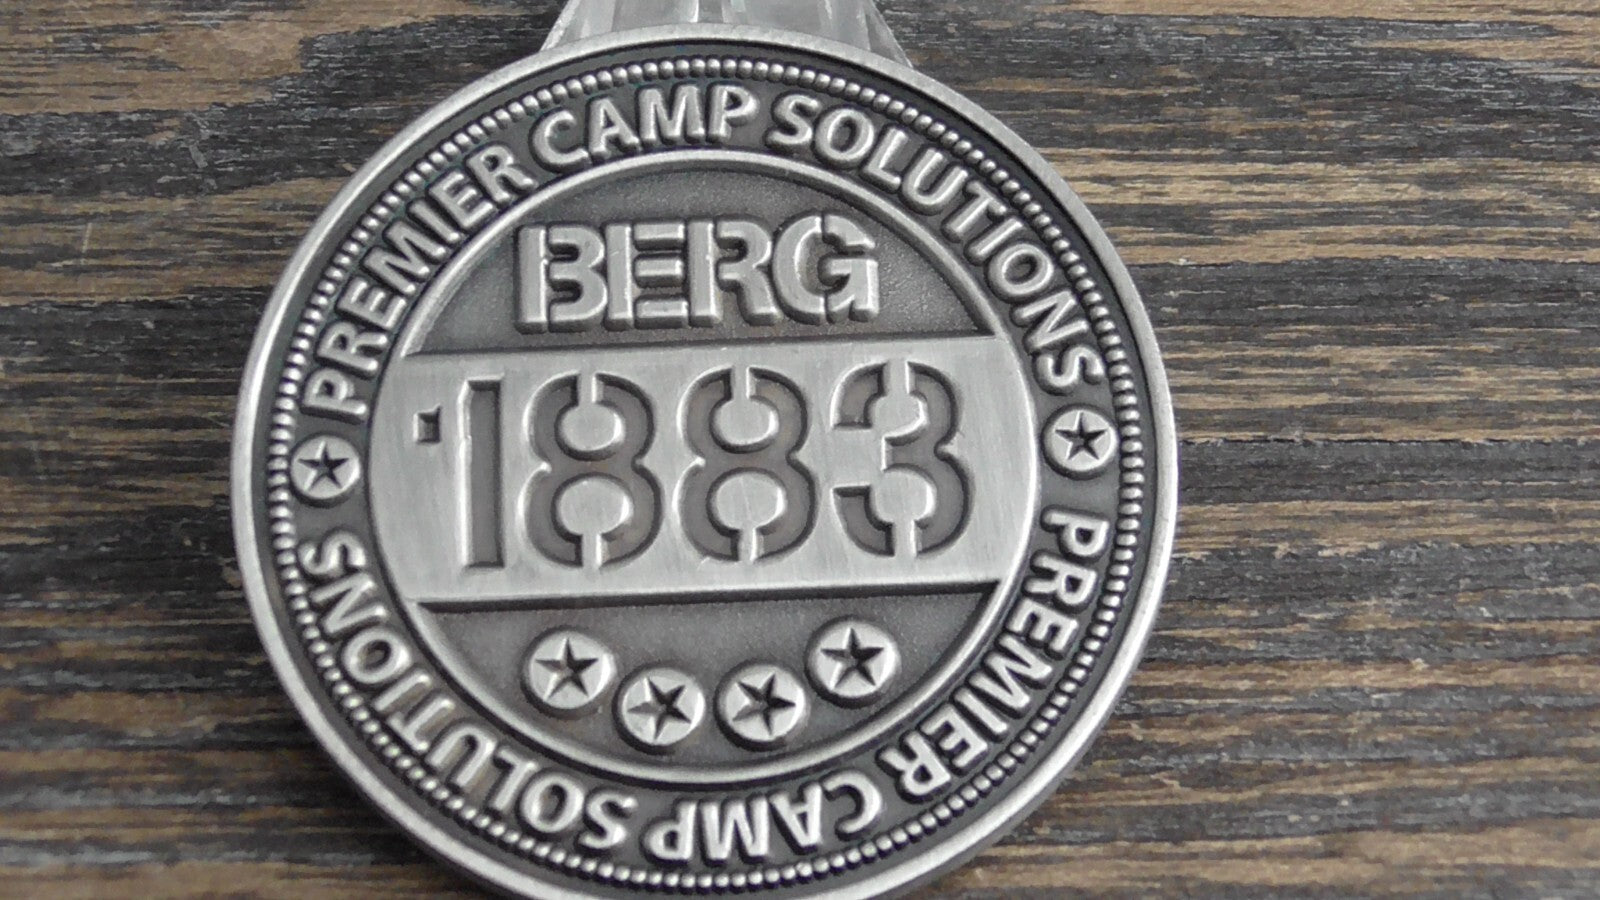 PREMIER CAMP SOLUTIONS
BERG
1883
PREMIER CAMP SOLUTIONS